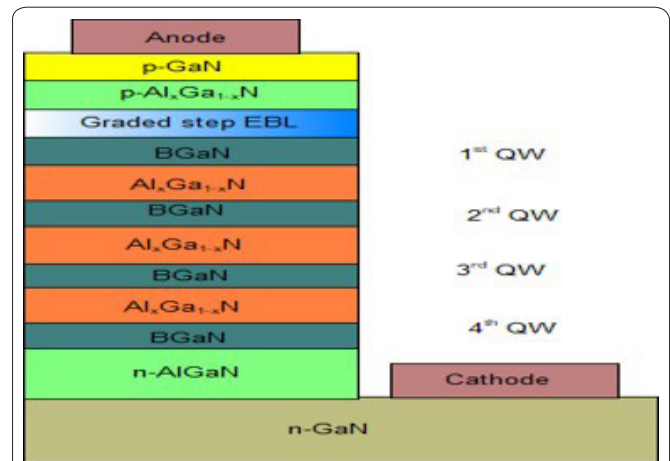 Anode
p-GaN
p-AlₓGa₁₋ₓN
Graded step EBL
BGaN 1ˢᵗ QW
AlₓGa₁₋ₓN
BGaN 2ⁿᵈ QW
AlₓGa₁₋ₓN
BGaN 3ʳᵈ QW
AlₓGa₁₋ₓN
BGaN 4ᵗʰ QW
n-AlGaN
Cathode
n-GaN